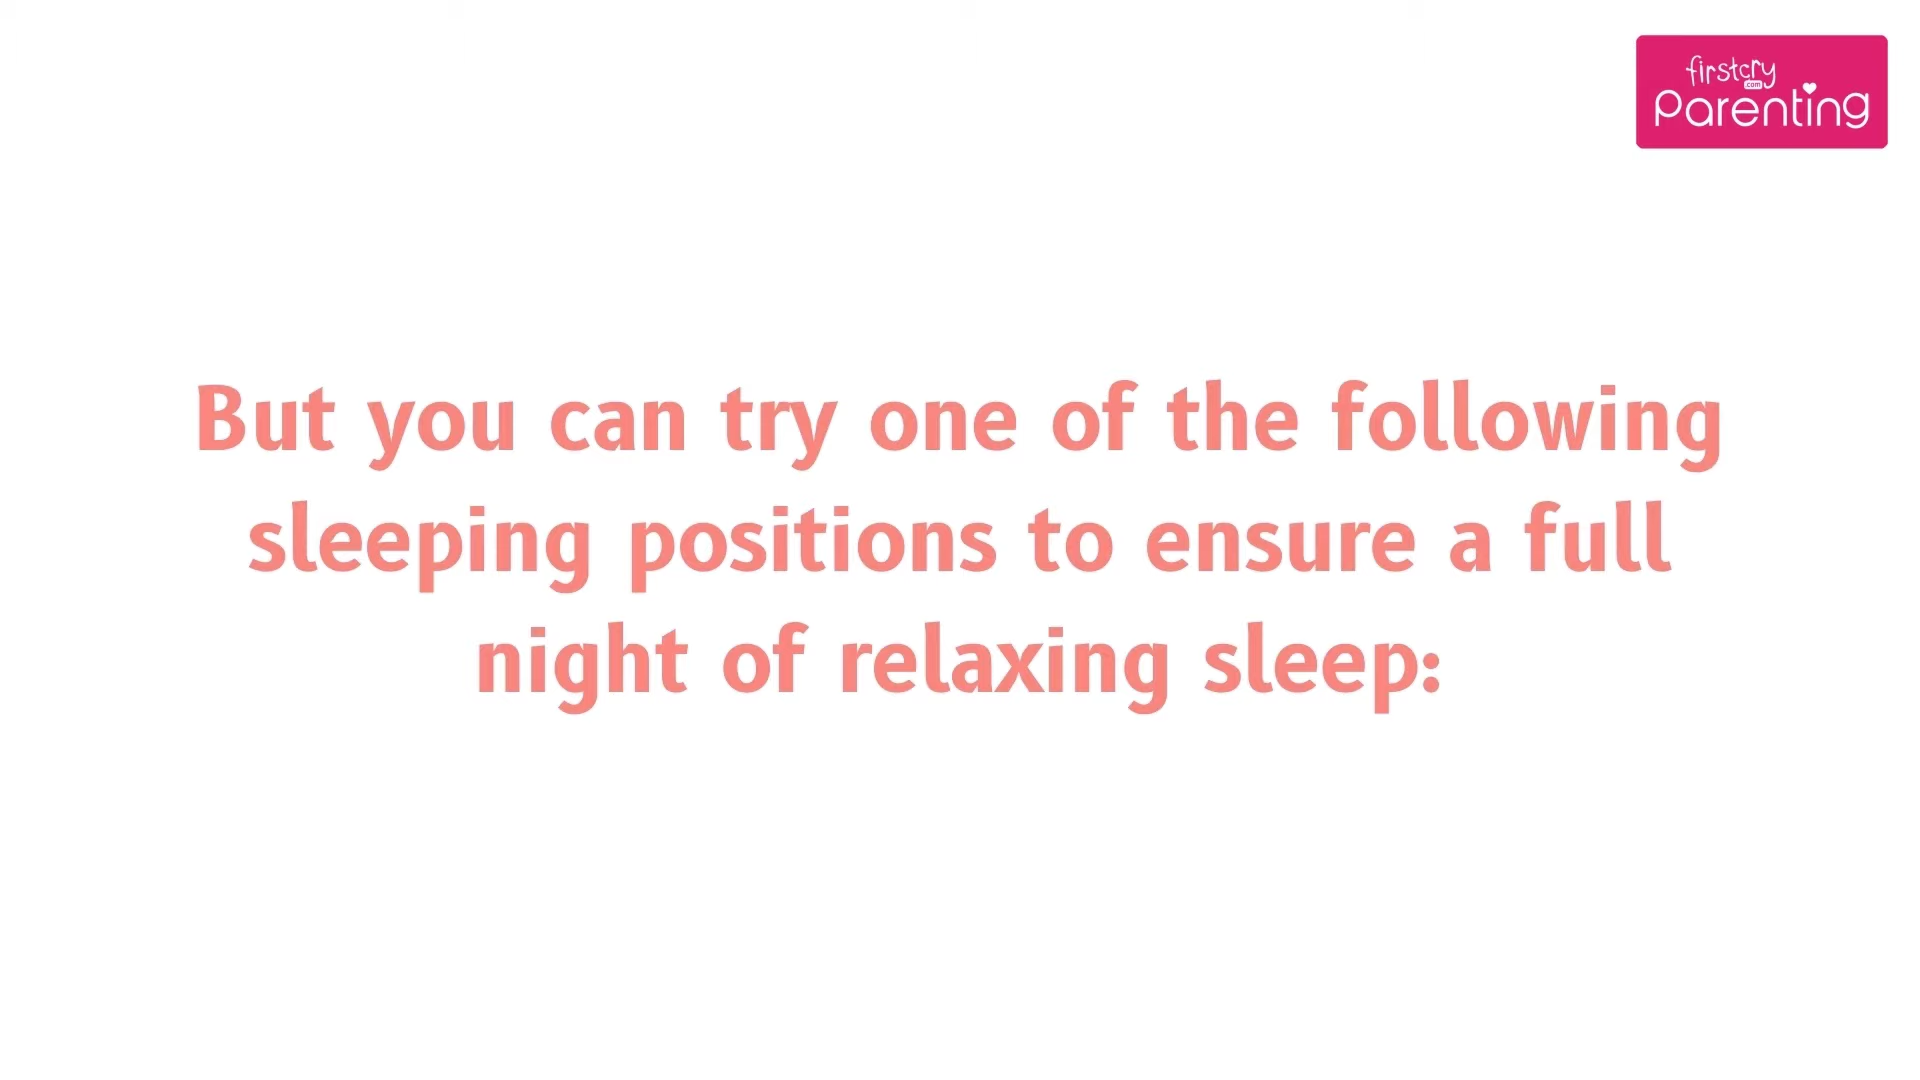 firstcry
.com
Parenting
But you can try one of the following
sleeping positions to ensure a full
night of relaxing sleep: